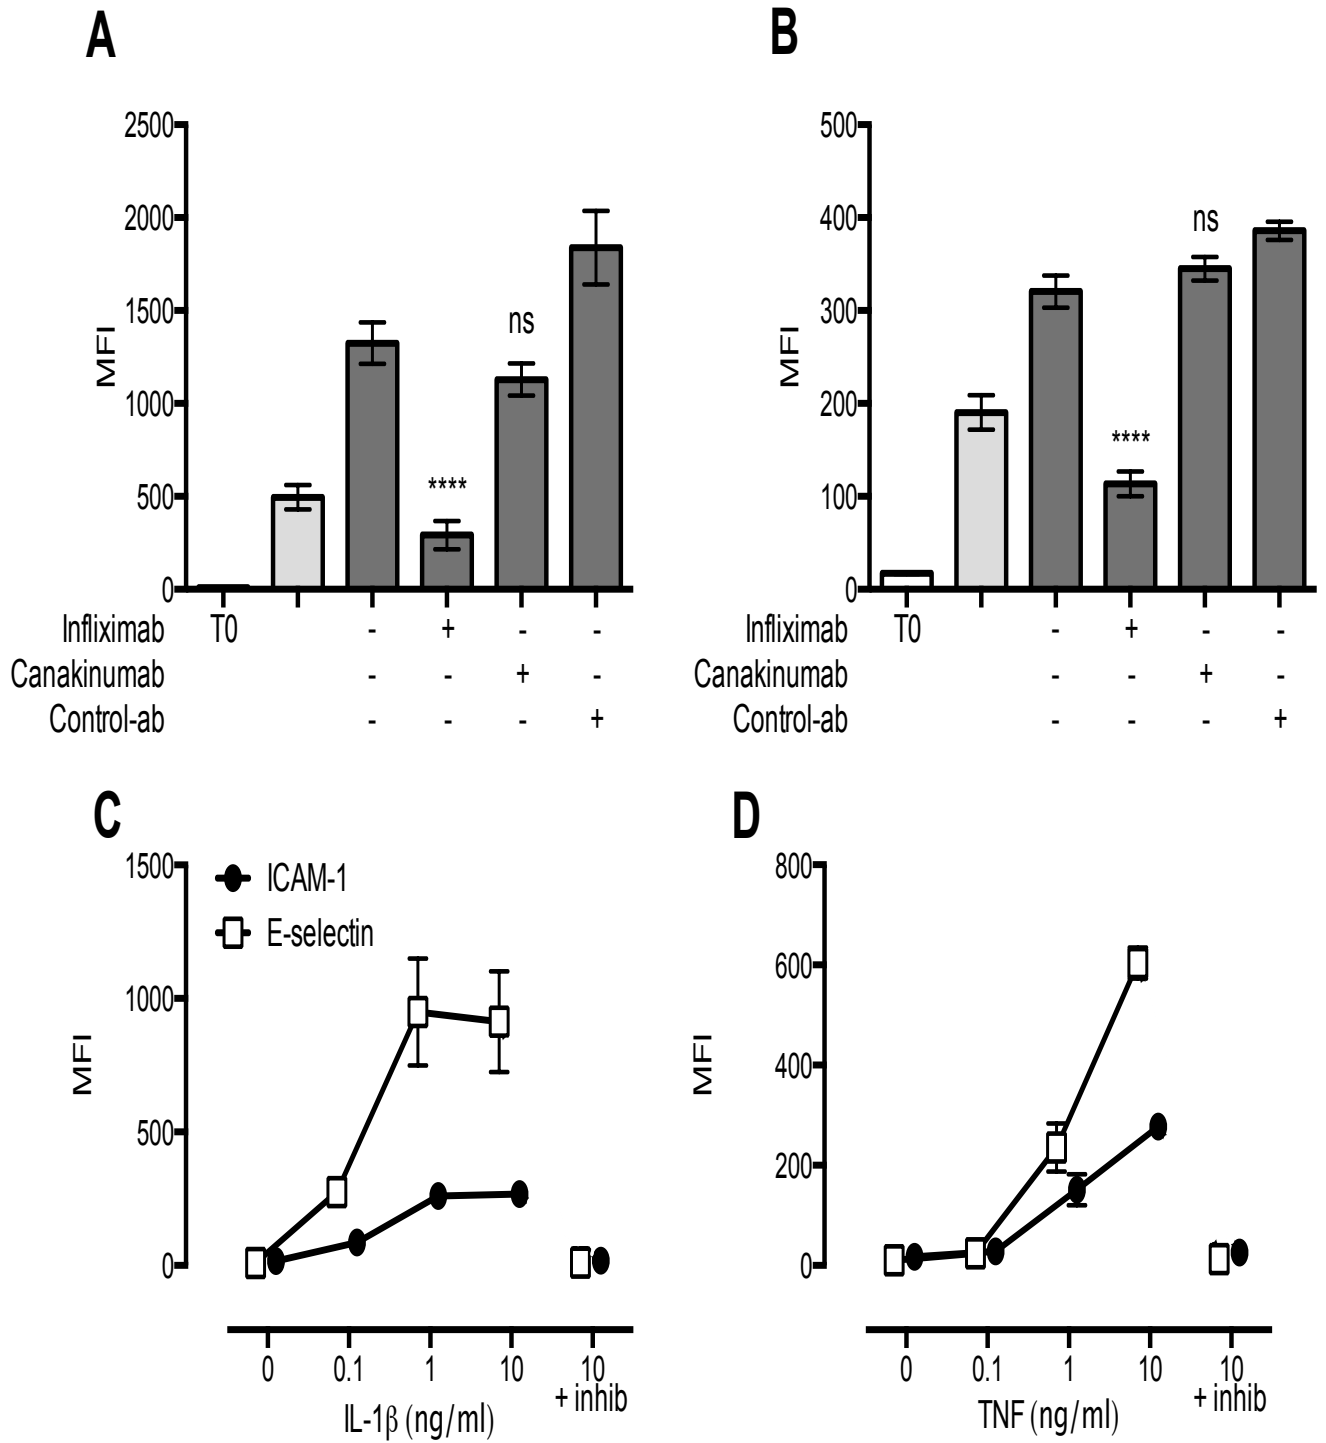 A
B
2500
2000
1500
1000
500
0
MFI
ns
****
500
400
300
200
100
0
MFI
ns
****
Infliximab T0 - + - -
Canakinumab - - + -
Control-ab - - - +
Infliximab T0 - + - -
Canakinumab - - + -
Control-ab - - - +
C
1500
1000
500
0
MFI
ICAM-1
E-selectin
0 0.1 1 10 10
+ inhib
IL-1β (ng/ml)
D
800
600
400
200
0
MFI
0 0.1 1 10 10
+ inhib
TNF (ng/ml)